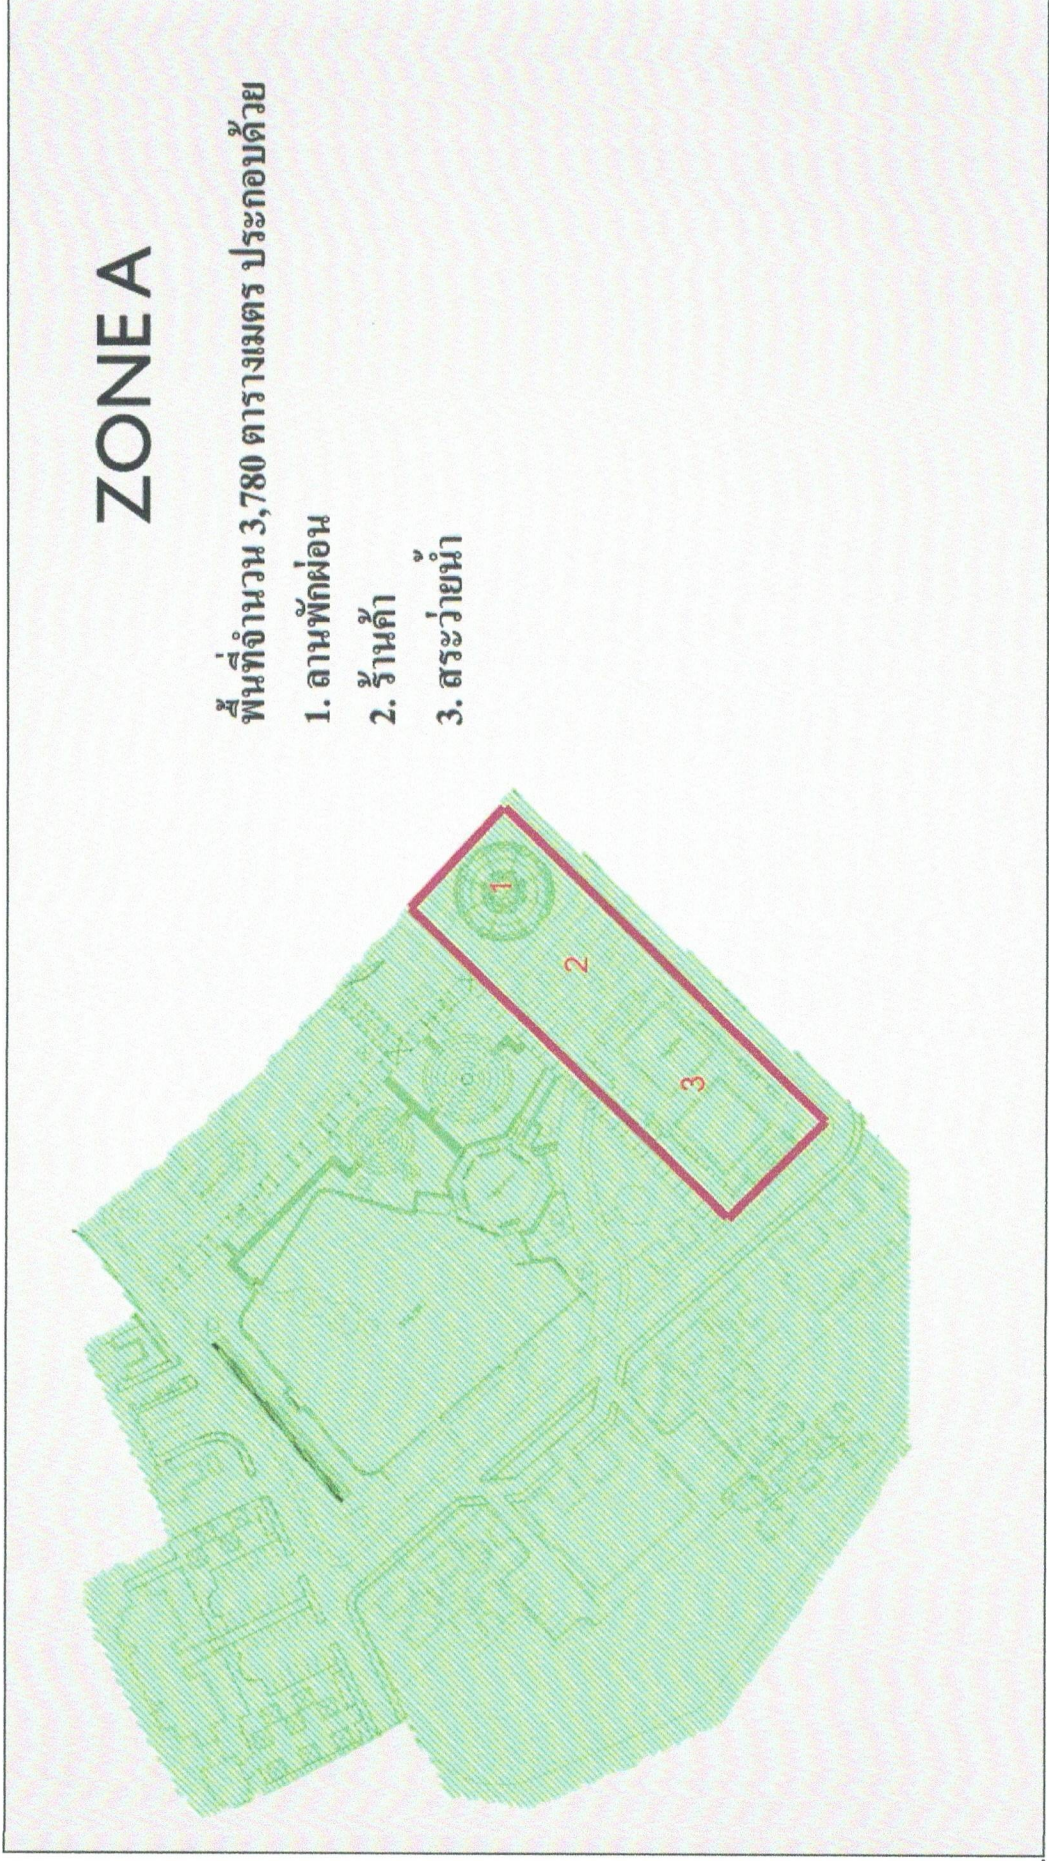 ZONE A
พื้นที่จำนวน 3,780 ตารางเมตร ประกอบด้วย
1. ลานพักผ่อน
2. ร้านค้า
3. สระว่ายน้ำ
1
2
3